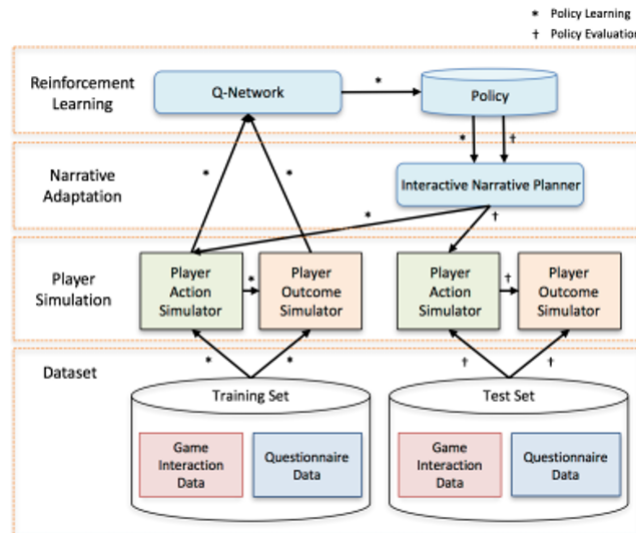 * Policy Learning
† Policy Evaluation
Reinforcement
Learning
Q-Network
*
Policy
*
†
Narrative
Adaptation
*
*
Interactive Narrative Planner
*
†
Player
Simulation
Player
Action
Simulator
*
Player
Outcome
Simulator
Player
Action
Simulator
†
Player
Outcome
Simulator
Dataset
*
*
†
†
Training Set
Test Set
Game
Interaction
Data
Questionnaire
Data
Game
Interaction
Data
Questionnaire
Data